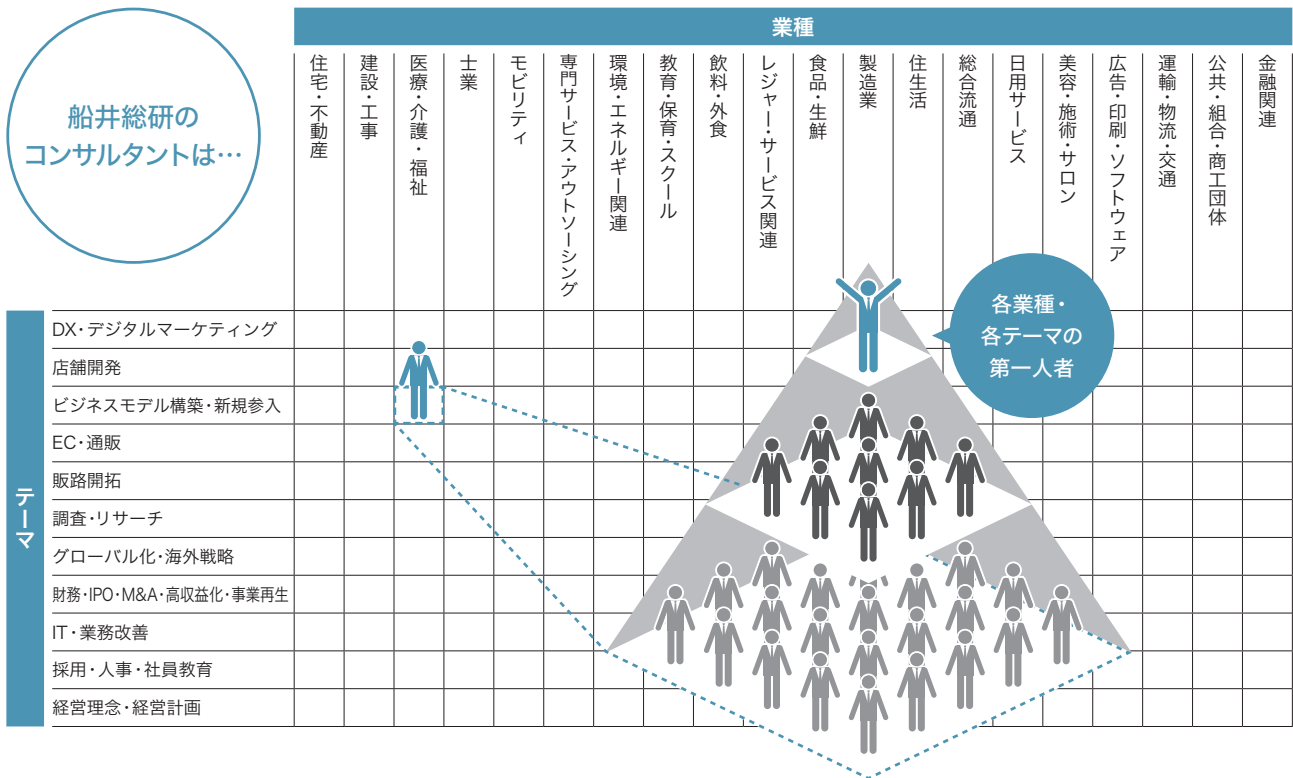 船井総研の
コンサルタントは…
業種
住宅・不動産
建設・工事
医療・介護・福祉
士業
モビリティ
専門サービス・アウトソーシング
環境・エネルギー関連
教育・保育・スクール
飲料・外食
レジャー・サービス関連
食品・生鮮
製造業
住生活
総合流通
日用サービス
美容・施術・サロン
広告・印刷・ソフトウェア
運輸・物流・交通
公共・組合・商工団体
金融関連
各業種・
各テーマの
第一人者
テーマ
DX・デジタルマーケティング
店舗開発
ビジネスモデル構築・新規参入
EC・通販
販路開拓
調査・リサーチ
グローバル化・海外戦略
財務・IPO・M&A・高収益化・事業再生
IT・業務改善
採用・人事・社員教育
経営理念・経営計画